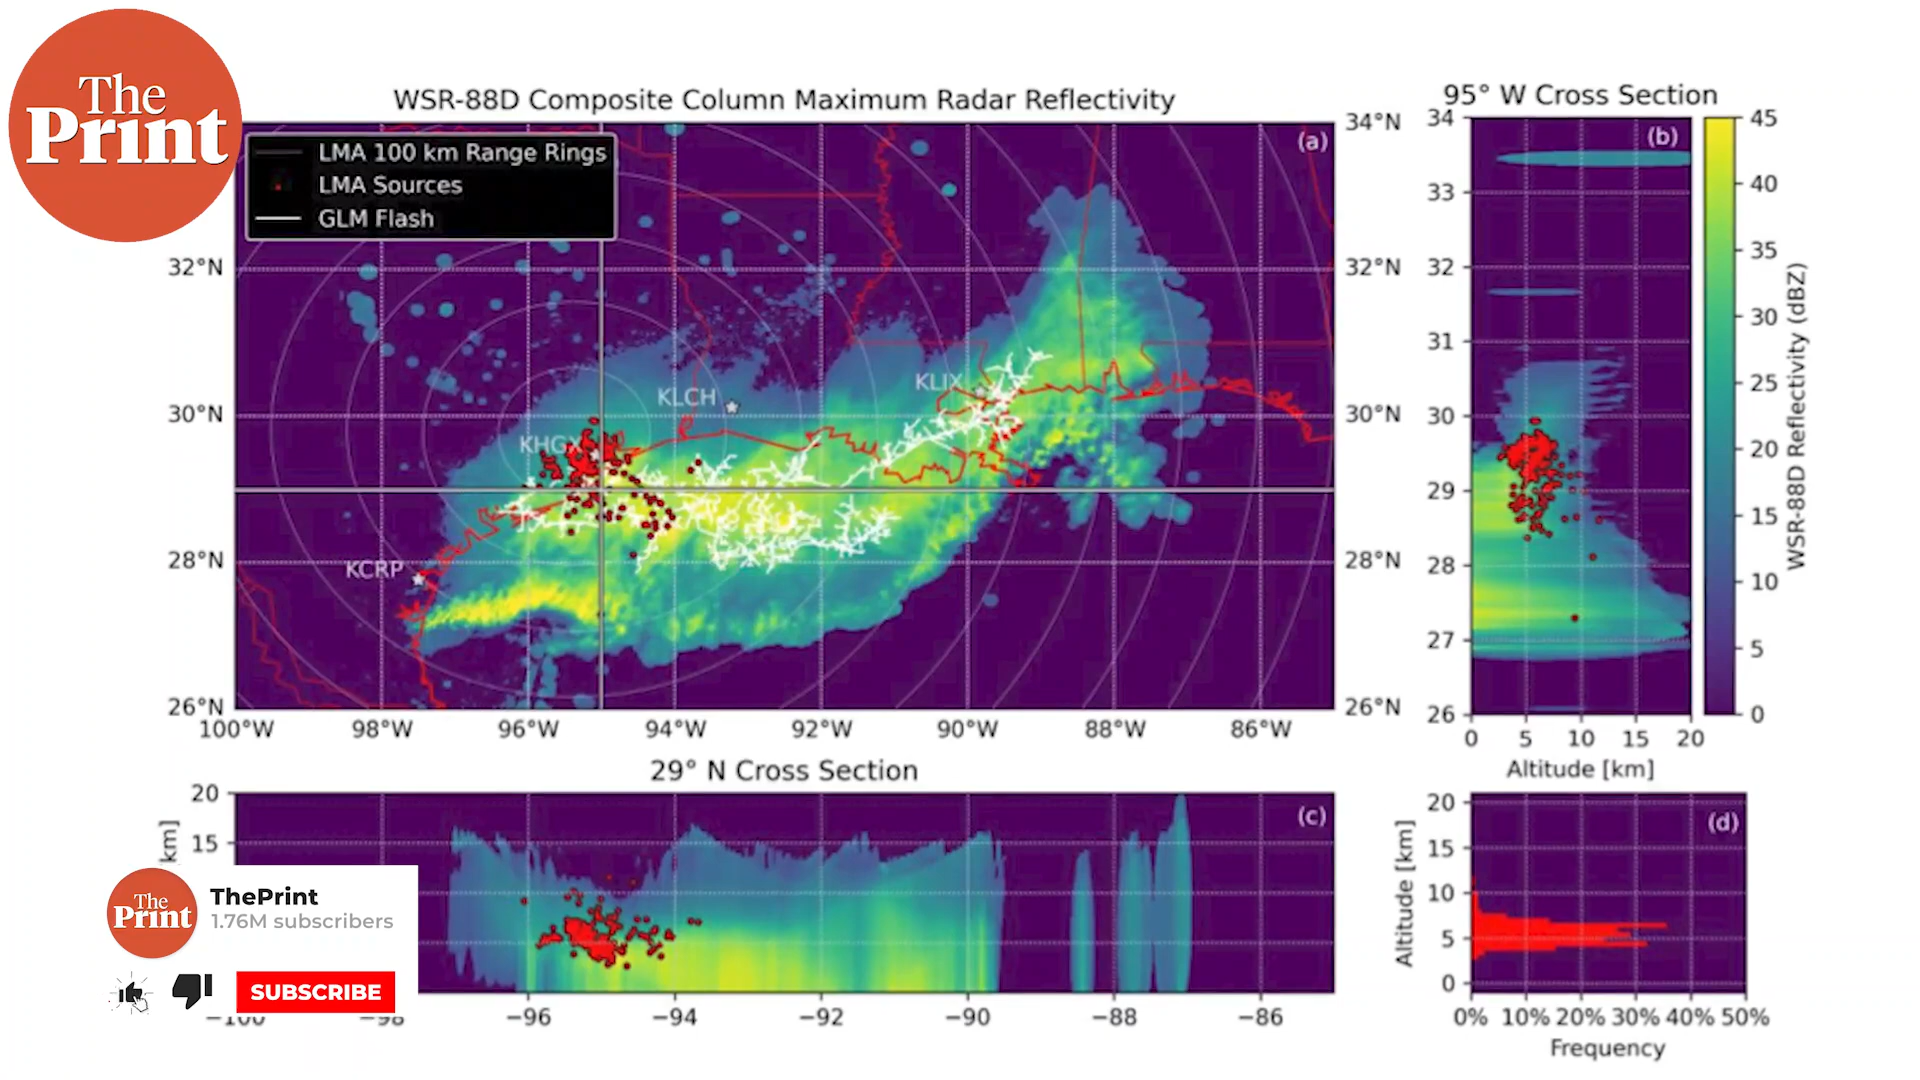 The
Print
WSR-88D Composite Column Maximum Radar Reflectivity
LMA 100 km Range Rings
LMA Sources
GLM Flash
(a)
34°N
32°N
32°N
30°N
30°N
28°N
28°N
26°N
26°N
KLCH
KLIX
KHGX
KCRP
100°W
98°W
96°W
94°W
92°W
90°W
88°W
86°W
95° W Cross Section
(b)
34
33
32
31
30
29
28
27
26
0
5
10
15
20
Altitude [km]
45
40
35
30
25
20
15
10
5
0
WSR-88D Reflectivity (dBZ)
29° N Cross Section
(c)
20
15
km]
−100
−98
−96
−94
−92
−90
−88
−86
(d)
20
15
10
5
0
Altitude [km]
0% 10% 20% 30% 40% 50%
Frequency
The
Print
ThePrint
1.76M subscribers
SUBSCRIBE